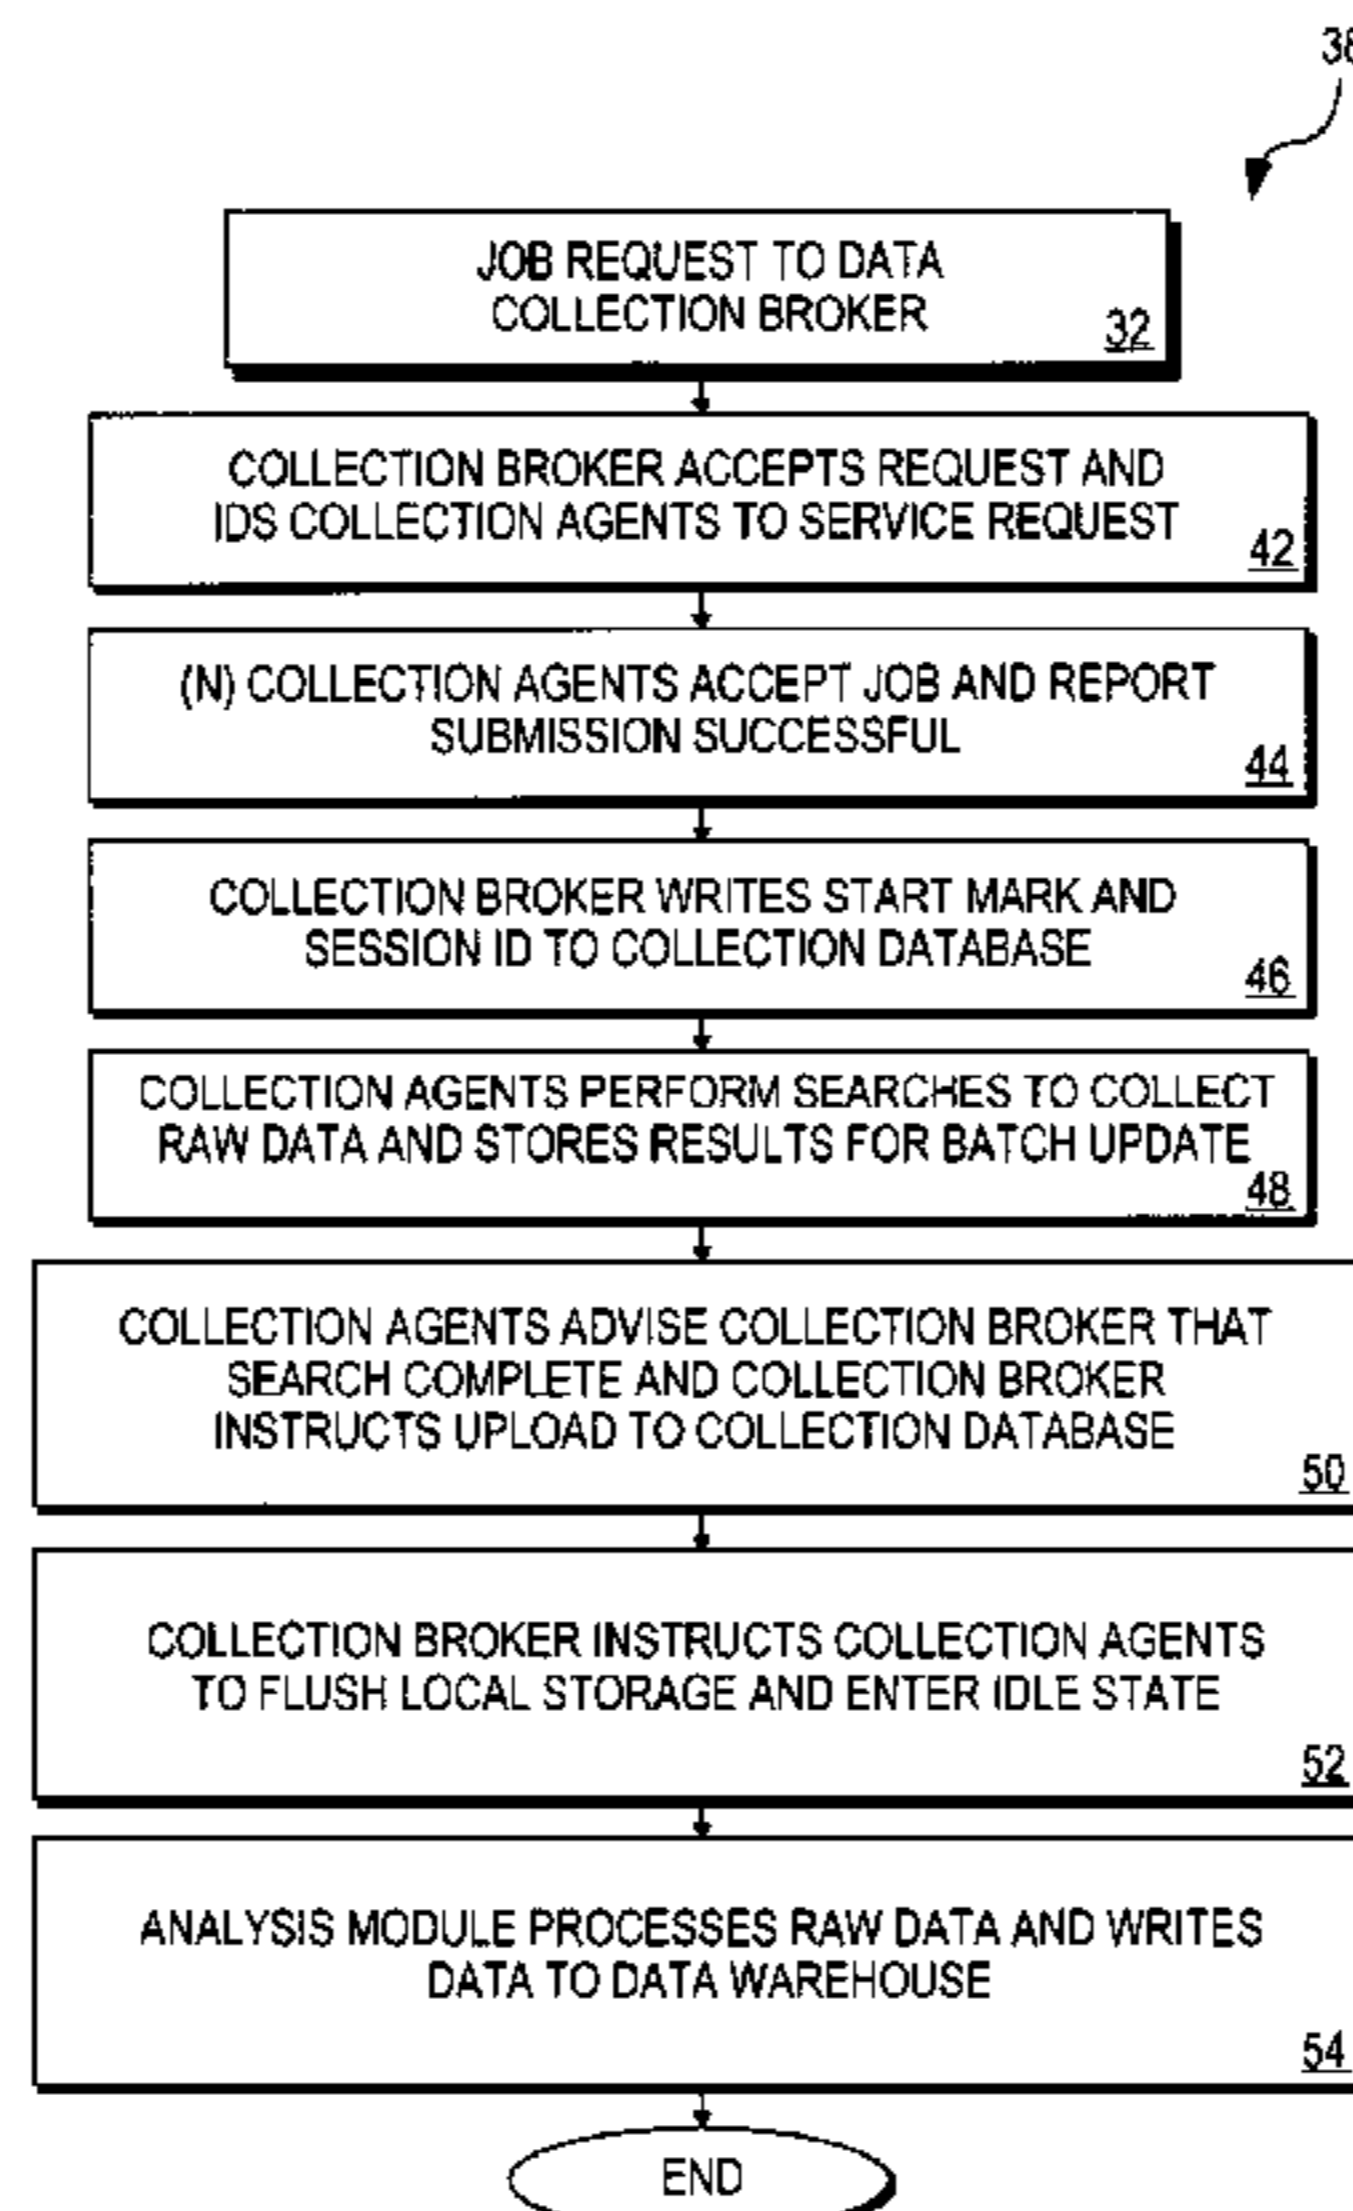 38
JOB REQUEST TO DATA
COLLECTION BROKER
32
COLLECTION BROKER ACCEPTS REQUEST AND
IDS COLLECTION AGENTS TO SERVICE REQUEST
42
(N) COLLECTION AGENTS ACCEPT JOB AND REPORT
SUBMISSION SUCCESSFUL
44
COLLECTION BROKER WRITES START MARK AND
SESSION ID TO COLLECTION DATABASE
46
COLLECTION AGENTS PERFORM SEARCHES TO COLLECT
RAW DATA AND STORES RESULTS FOR BATCH UPDATE
48
COLLECTION AGENTS ADVISE COLLECTION BROKER THAT
SEARCH COMPLETE AND COLLECTION BROKER
INSTRUCTS UPLOAD TO COLLECTION DATABASE
50
COLLECTION BROKER INSTRUCTS COLLECTION AGENTS
TO FLUSH LOCAL STORAGE AND ENTER IDLE STATE
52
ANALYSIS MODULE PROCESSES RAW DATA AND WRITES
DATA TO DATA WAREHOUSE
54
END